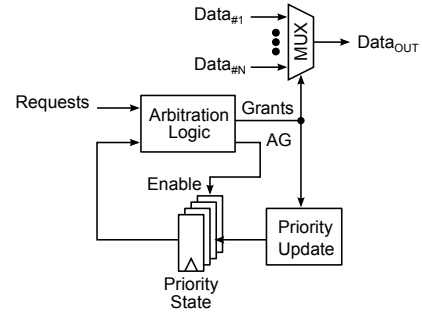 Data#1
MUX
DataOUT
Data#N
Requests
Arbitration
Logic
Grants
AG
Enable
Priority
Update
Priority
State